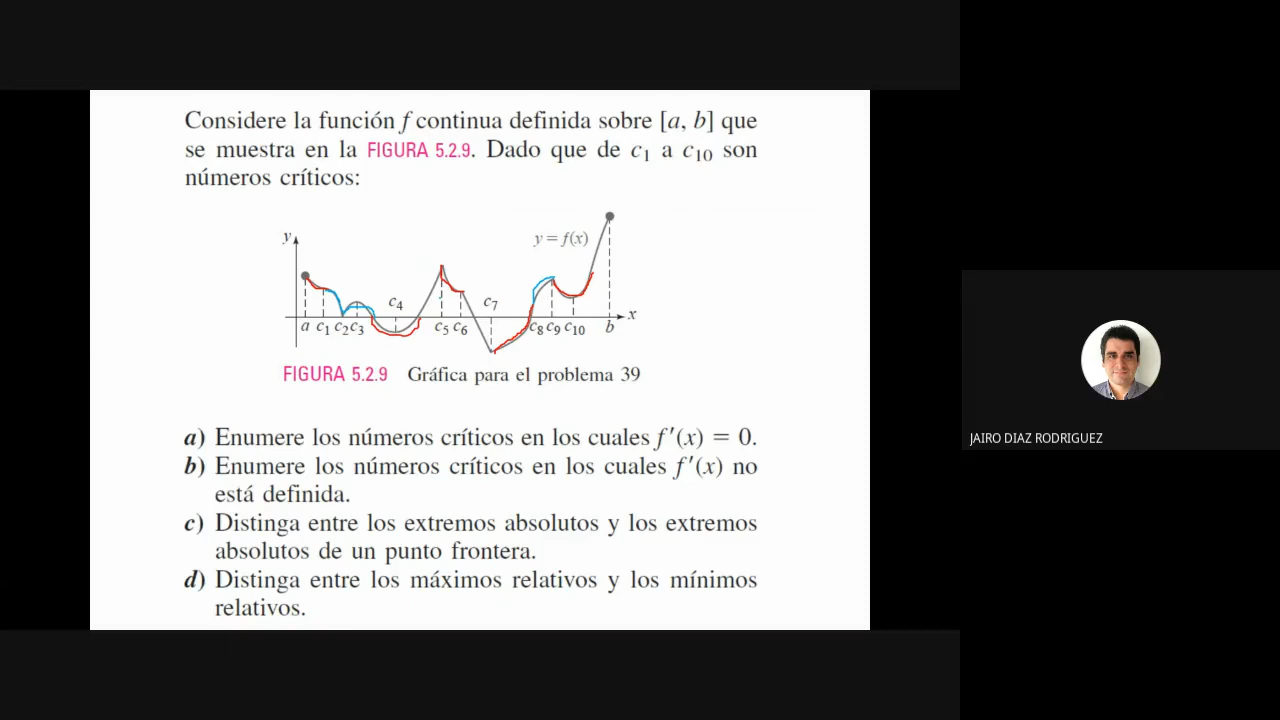 Considere la función f continua definida sobre [a, b] que
se muestra en la FIGURA 5.2.9. Dado que de c₁ a c₁₀ son
números críticos:
y
y = f(x)
c₄
c₇
x
a c₁ c₂ c₃ c₅ c₆ c₈ c₉ c₁₀ b
FIGURA 5.2.9 Gráfica para el problema 39
a) Enumere los números críticos en los cuales f′(x) = 0.
b) Enumere los números críticos en los cuales f′(x) no
está definida.
c) Distinga entre los extremos absolutos y los extremos
absolutos de un punto frontera.
d) Distinga entre los máximos relativos y los mínimos
relativos.
JAIRO DIAZ RODRIGUEZ